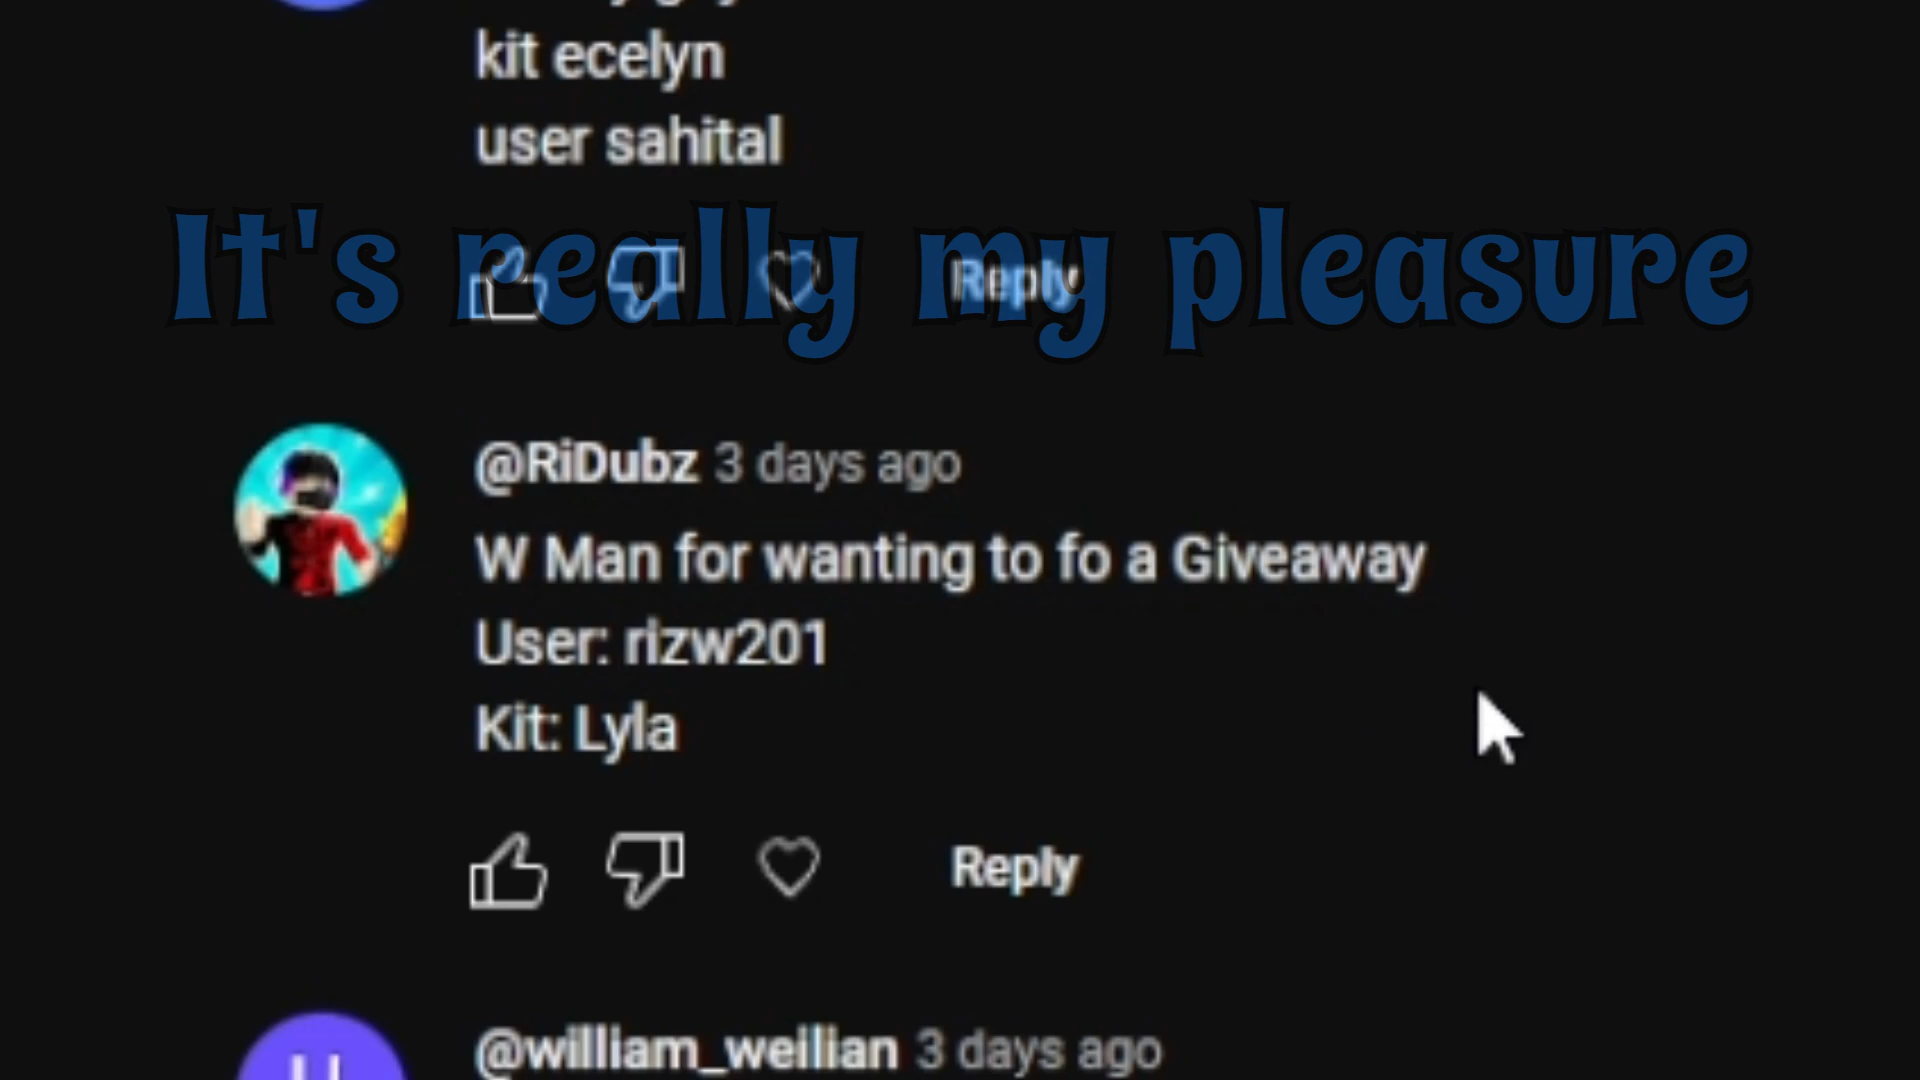 kit ecelyn
user sahital
It's really my pleasure
Reply
@RiDubz 3 days ago
W Man for wanting to fo a Giveaway
User: rizw201
Kit: Lyla
Reply
@william_weilian 3 days ago